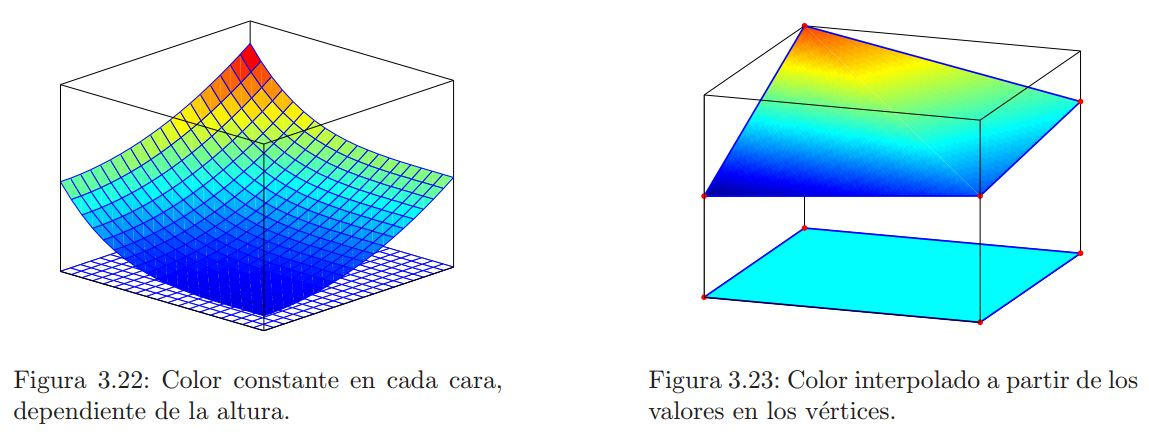 Figura 3.22: Color constante en cada cara,
dependiente de la altura.
Figura 3.23: Color interpolado a partir de los
valores en los vértices.